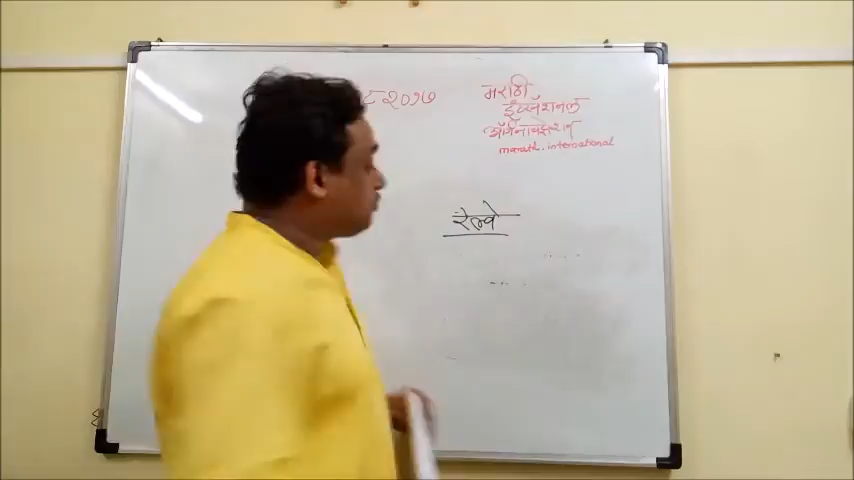 २०१७
मराठी
इंटरनॅशनल
ऑर्गनायझेशन
marathi.international
रेल्वे